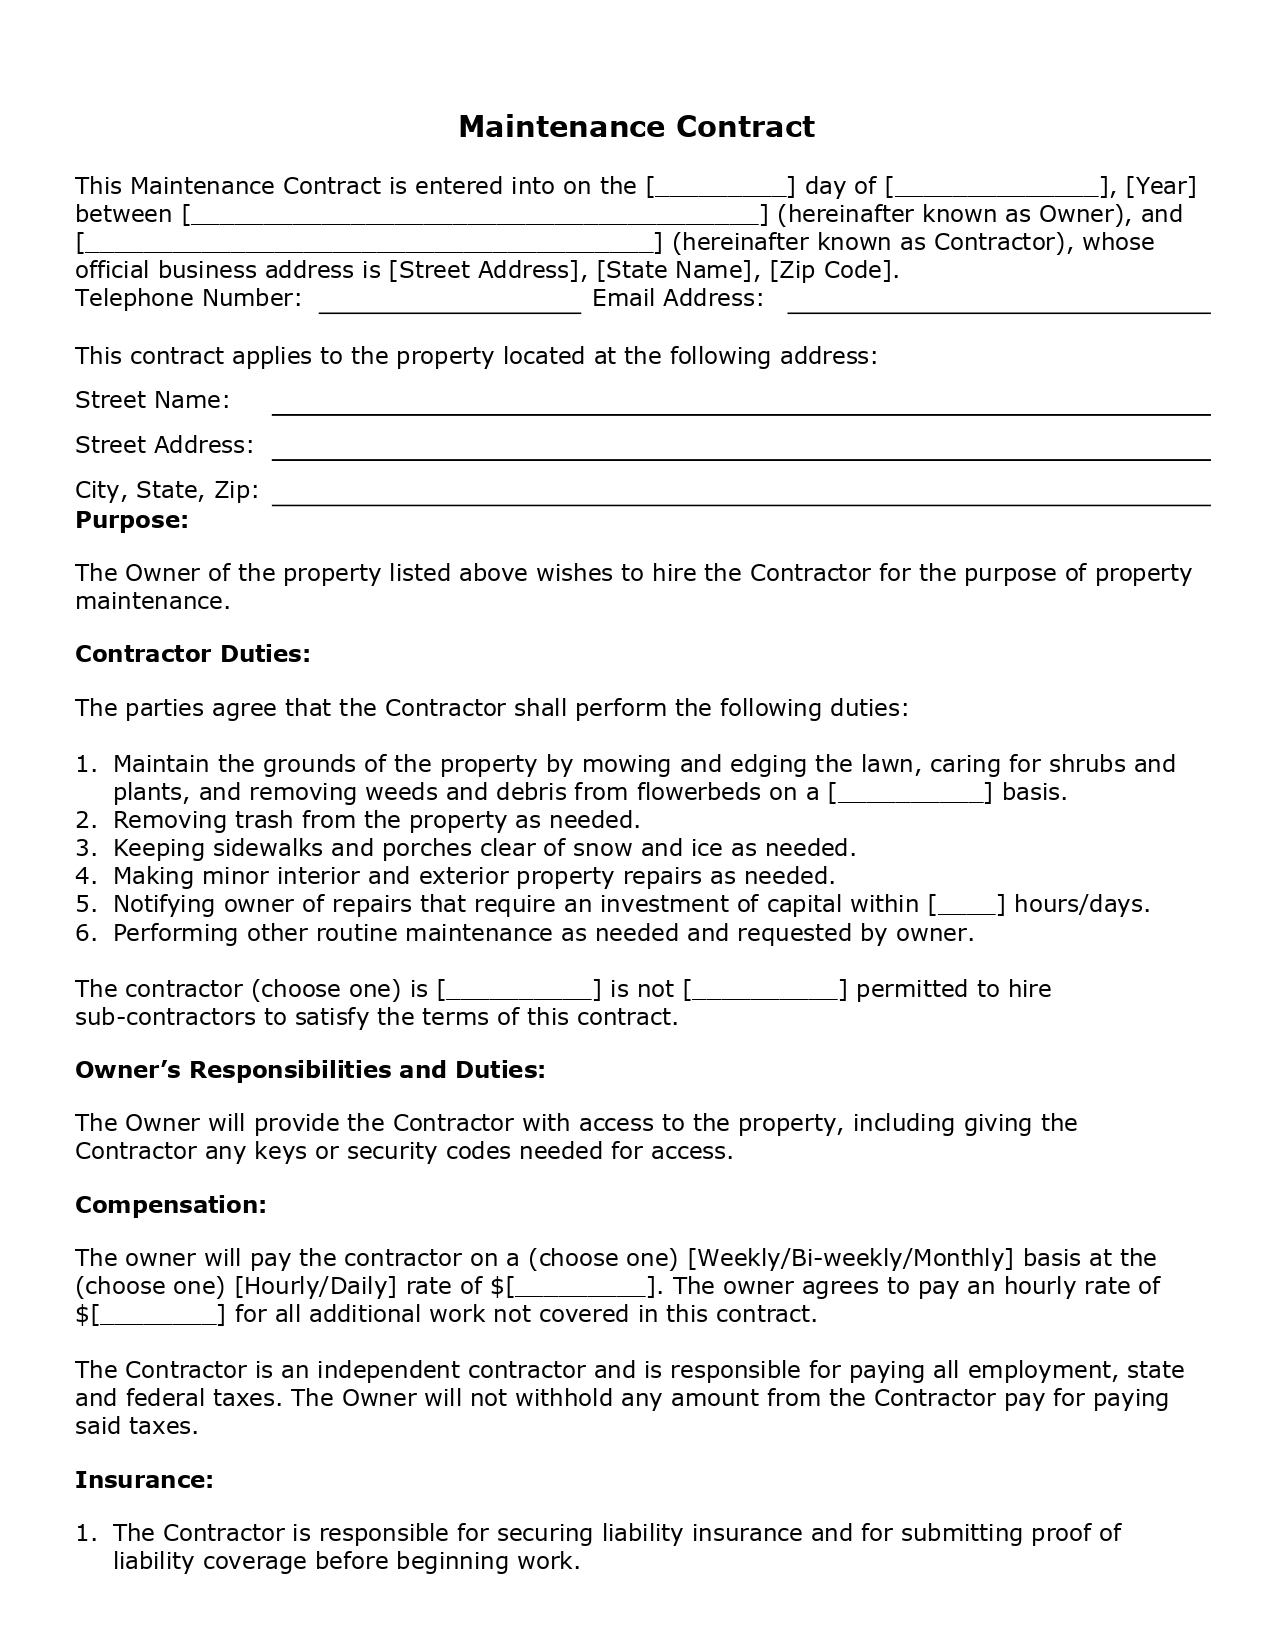 Maintenance Contract
This Maintenance Contract is entered into on the [_________] day of [______________], [Year]
between [_______________________________________] (hereinafter known as Owner), and
[_______________________________________] (hereinafter known as Contractor), whose
official business address is [Street Address], [State Name], [Zip Code].
Telephone Number: __________________ Email Address: _____________________________
This contract applies to the property located at the following address:
Street Name: ________________________________________________________________
Street Address: ________________________________________________________________
City, State, Zip: ________________________________________________________________
Purpose:
The Owner of the property listed above wishes to hire the Contractor for the purpose of property
maintenance.
Contractor Duties:
The parties agree that the Contractor shall perform the following duties:
1. Maintain the grounds of the property by mowing and edging the lawn, caring for shrubs and
plants, and removing weeds and debris from flowerbeds on a [__________] basis.
2. Removing trash from the property as needed.
3. Keeping sidewalks and porches clear of snow and ice as needed.
4. Making minor interior and exterior property repairs as needed.
5. Notifying owner of repairs that require an investment of capital within [____] hours/days.
6. Performing other routine maintenance as needed and requested by owner.
The contractor (choose one) is [__________] is not [__________] permitted to hire
sub-contractors to satisfy the terms of this contract.
Owner’s Responsibilities and Duties:
The Owner will provide the Contractor with access to the property, including giving the
Contractor any keys or security codes needed for access.
Compensation:
The owner will pay the contractor on a (choose one) [Weekly/Bi-weekly/Monthly] basis at the
(choose one) [Hourly/Daily] rate of $[_________]. The owner agrees to pay an hourly rate of
$[________] for all additional work not covered in this contract.
The Contractor is an independent contractor and is responsible for paying all employment, state
and federal taxes. The Owner will not withhold any amount from the Contractor pay for paying
said taxes.
Insurance:
1. The Contractor is responsible for securing liability insurance and for submitting proof of
liability coverage before beginning work.